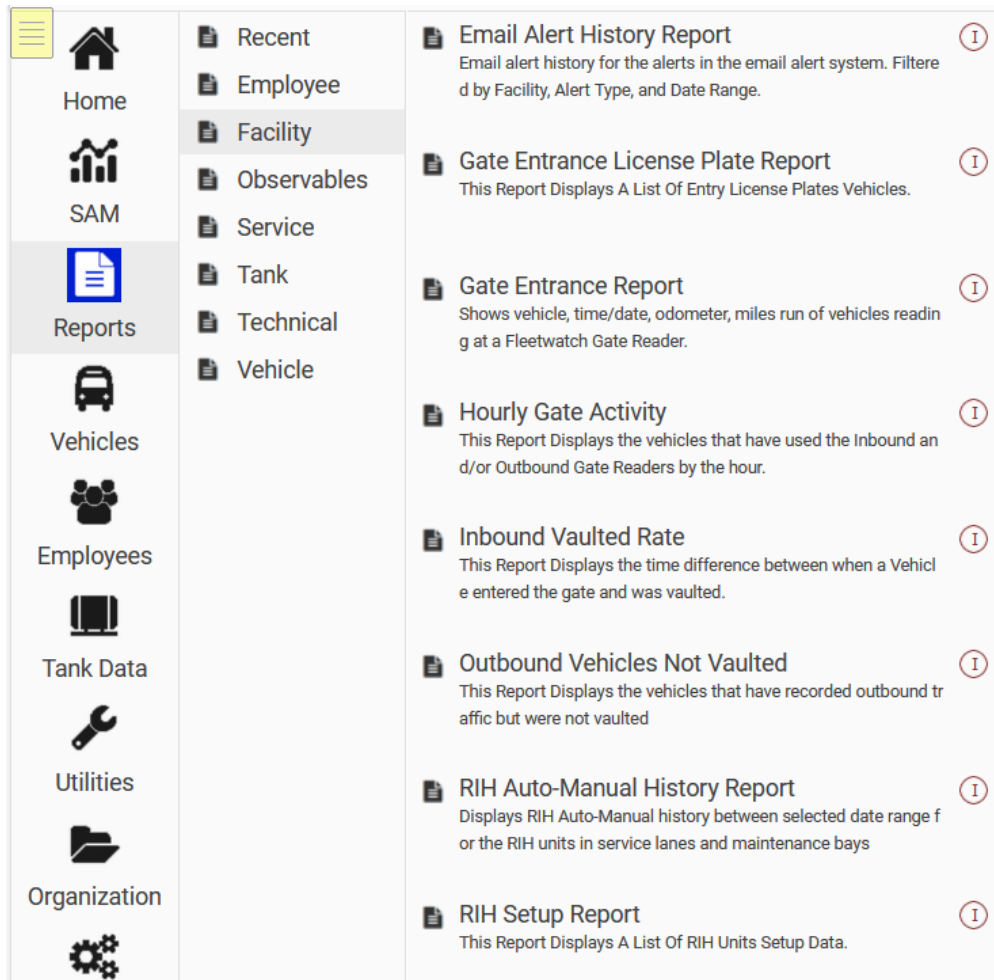 Home
SAM
Reports
Vehicles
Employees
Tank Data
Utilities
Organization
Recent
Employee
Facility
Observables
Service
Tank
Technical
Vehicle
Email Alert History Report
Email alert history for the alerts in the email alert system. Filtere
d by Facility, Alert Type, and Date Range.
Gate Entrance License Plate Report
This Report Displays A List Of Entry License Plates Vehicles.
Gate Entrance Report
Shows vehicle, time/date, odometer, miles run of vehicles readin
g at a Fleetwatch Gate Reader.
Hourly Gate Activity
This Report Displays the vehicles that have used the Inbound an
d/or Outbound Gate Readers by the hour.
Inbound Vaulted Rate
This Report Displays the time difference between when a Vehicl
e entered the gate and was vaulted.
Outbound Vehicles Not Vaulted
This Report Displays the vehicles that have recorded outbound tr
affic but were not vaulted
RIH Auto-Manual History Report
Displays RIH Auto-Manual history between selected date range f
or the RIH units in service lanes and maintenance bays
RIH Setup Report
This Report Displays A List Of RIH Units Setup Data.
I
I
I
I
I
I
I
I